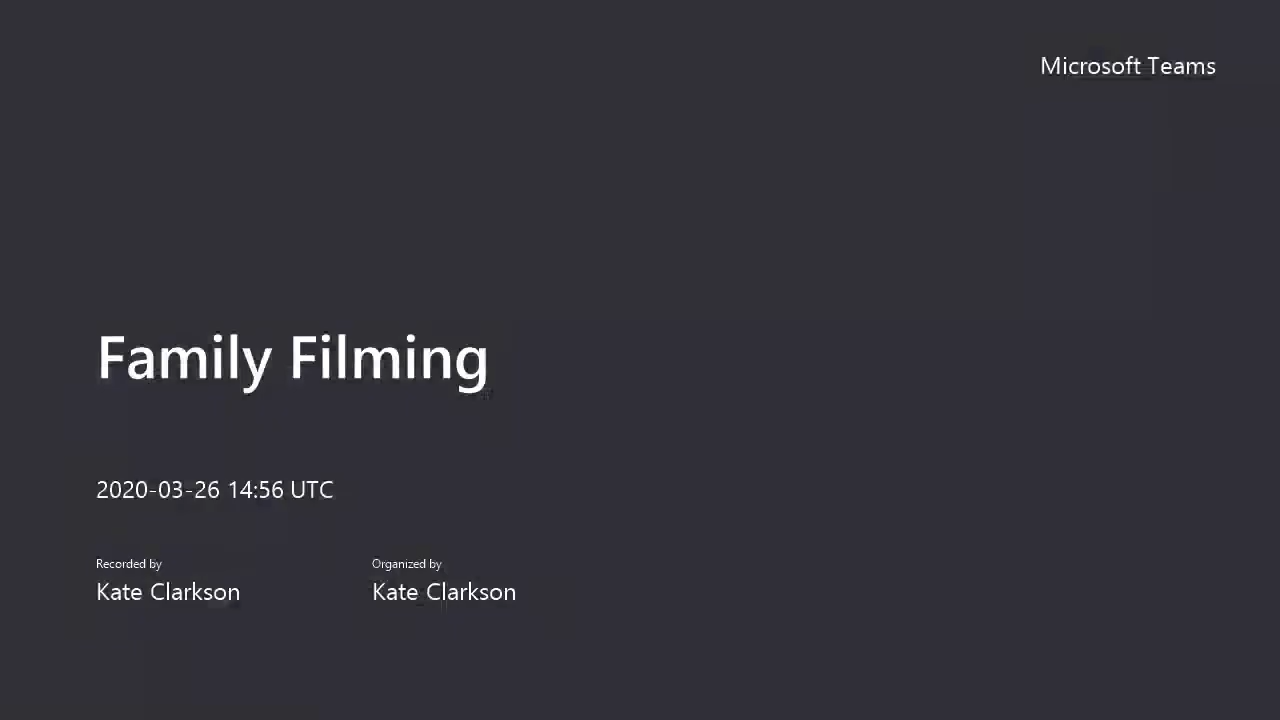 Microsoft Teams
Family Filming
2020-03-26 14:56 UTC
Recorded by
Kate Clarkson
Organized by
Kate Clarkson